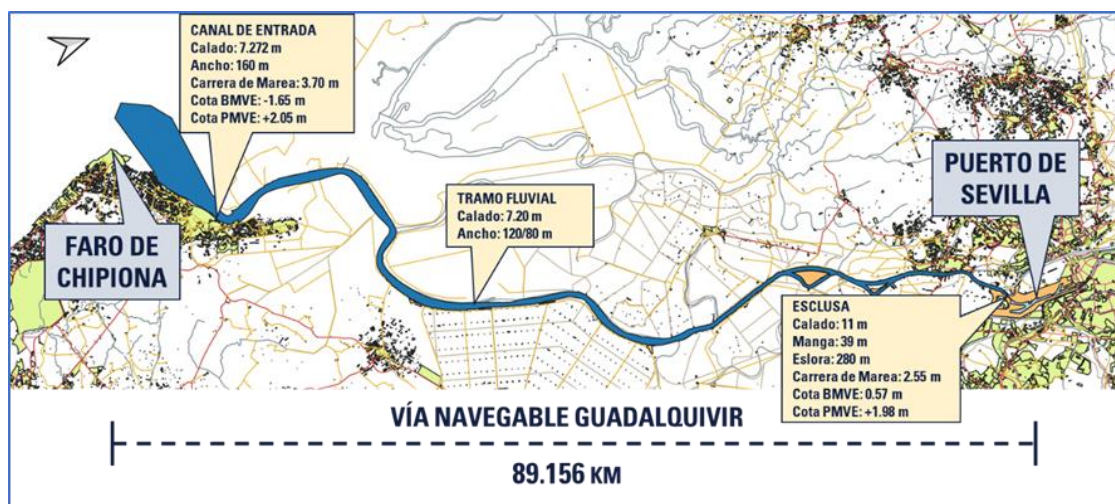 CANAL DE ENTRADA
Calado: 7.272 m
Ancho: 160 m
Carrera de Marea: 3.70 m
Cota BMVE: -1.65 m
Cota PMVE: +2.05 m
FARO DE
CHIPIONA
TRAMO FLUVIAL
Calado: 7.20 m
Ancho: 120/80 m
PUERTO DE
SEVILLA
ESCLUSA
Calado: 11 m
Manga: 39 m
Eslora: 280 m
Carrera de Marea: 2.55 m
Cota BMVE: 0.57 m
Cota PMVE: +1.98 m
VÍA NAVEGABLE GUADALQUIVIR
89.156 KM